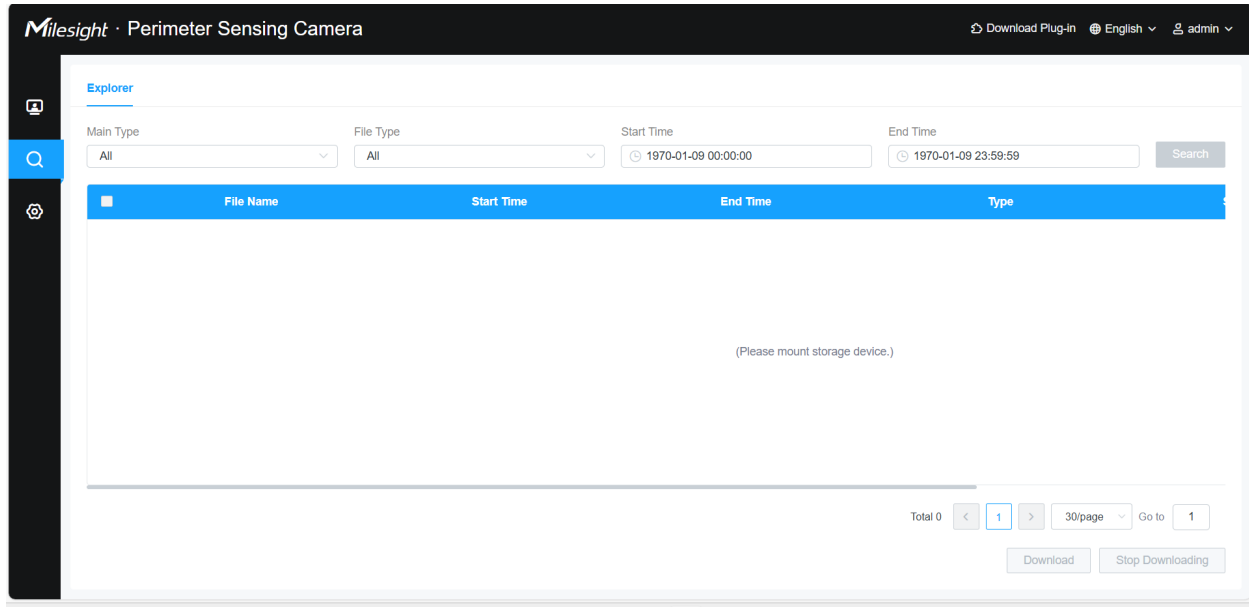 Milesight · Perimeter Sensing Camera
Download Plug-in English admin
Explorer
Main Type File Type Start Time End Time
All All 1970-01-09 00:00:00 1970-01-09 23:59:59 Search
File Name Start Time End Time Type
(Please mount storage device.)
Total 0 < 1 > 30/page Go to 1
Download Stop Downloading